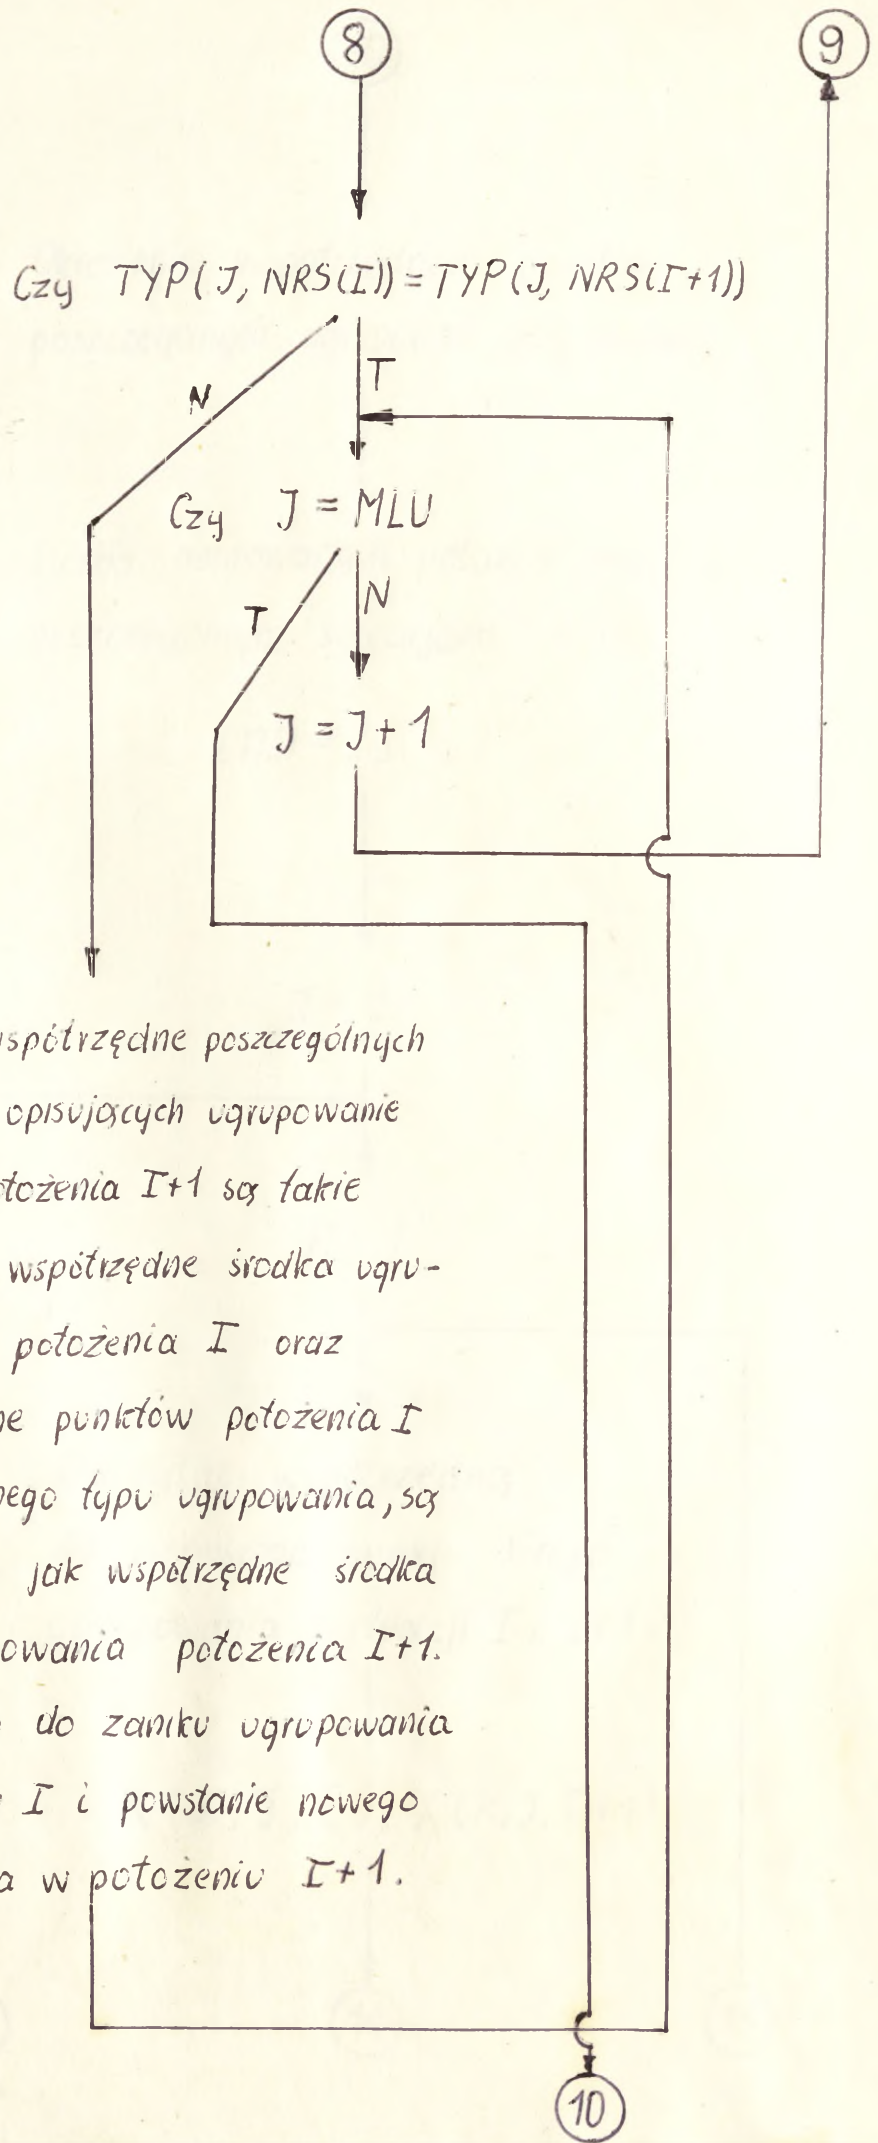 8
9
Czy TYP(J, NRS(I)) = TYP(J, NRS(I+1))
N
T
Czy J = MLU
T
N
J = J + 1
spółrzędne poszczególnych
opisujących ugrupowanie
łożenia I+1 są takie
współrzędne środka ugru-
położenia I oraz
ne punktów położenia I
nego typu ugrupowania, są
jak współrzędne środka
owania położenia I+1.
do zaniku ugrupowania
I i powstanie nowego
a w położeniu I+1.
10